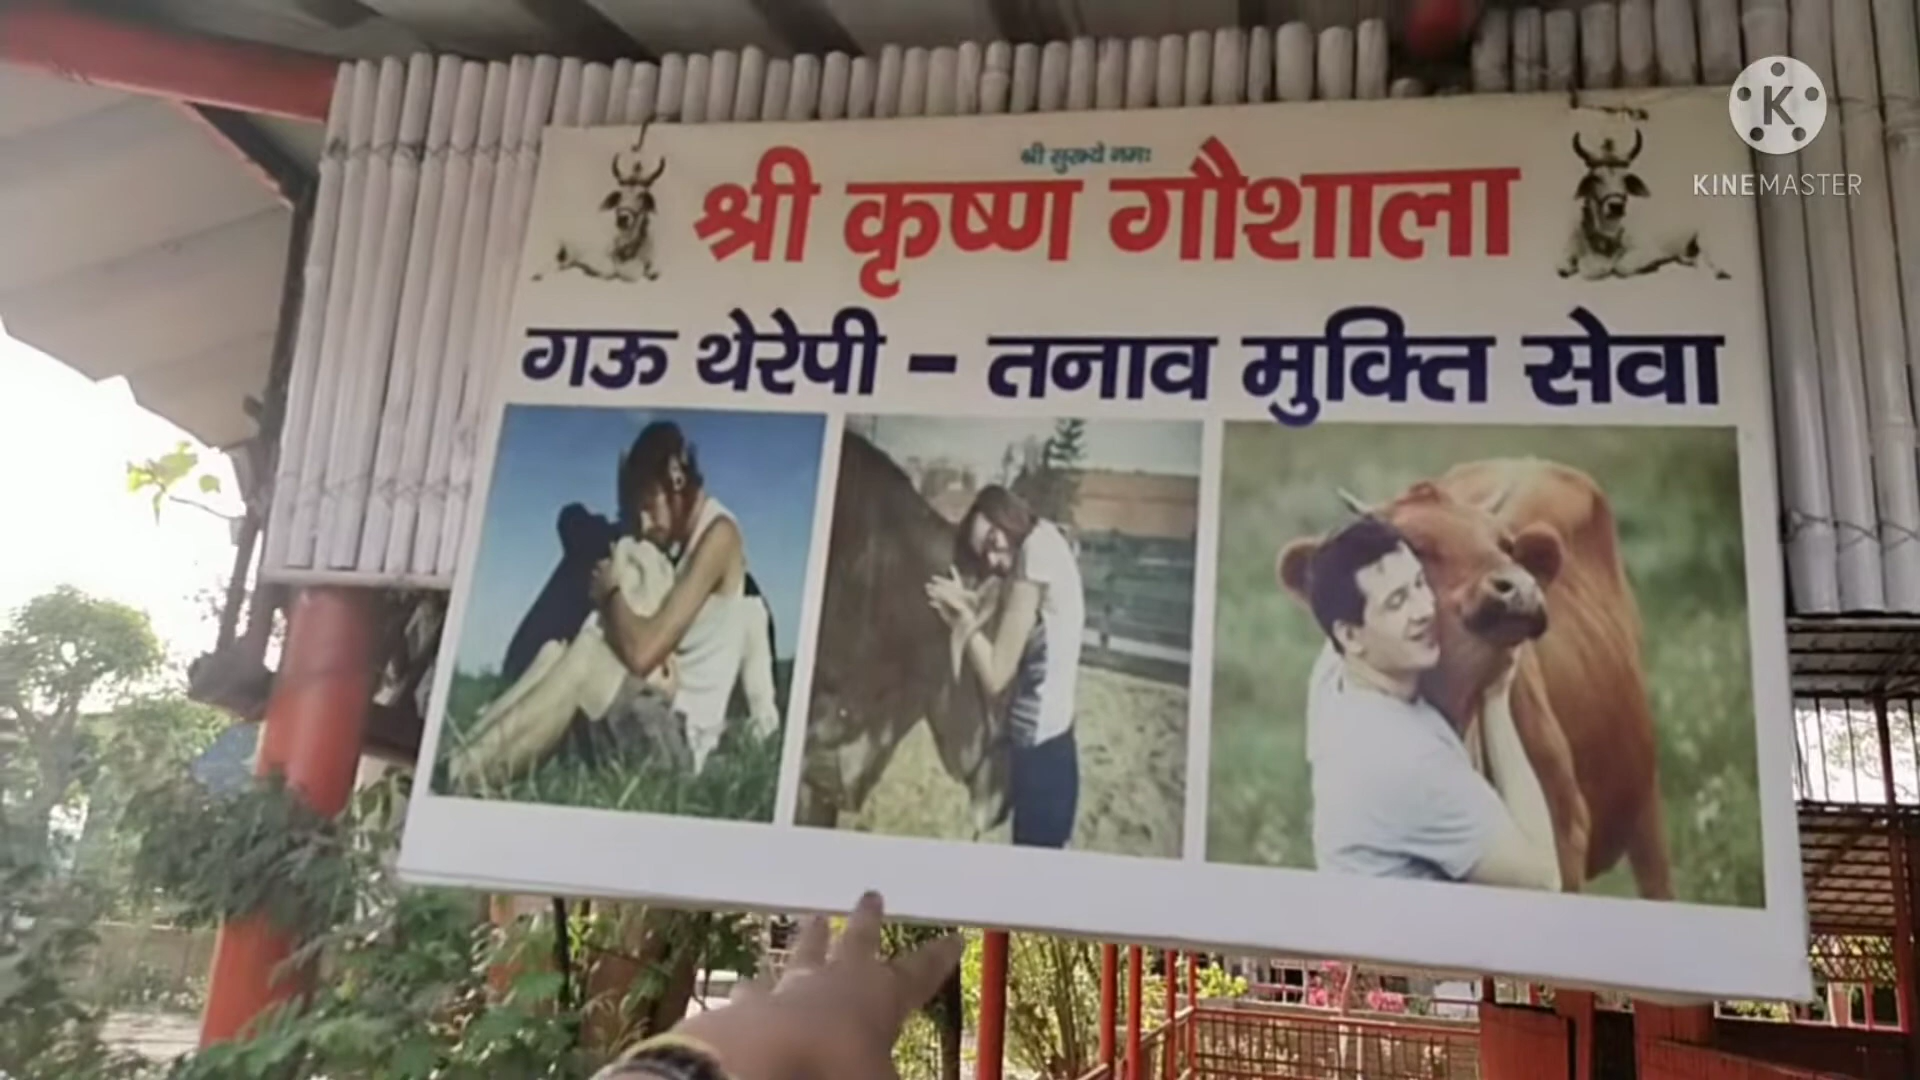 श्री सुरभ्यै नमः
श्री कृष्ण गौशाला
गऊ थेरेपी - तनाव मुक्ति सेवा
K
KINEMASTER